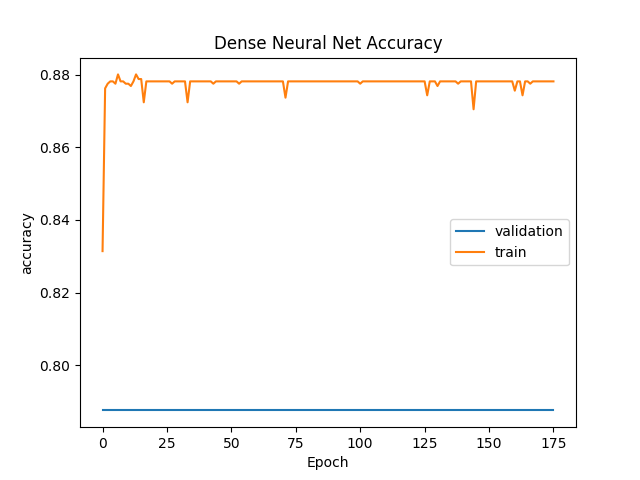 Dense Neural Net Accuracy
0.88
0.86
0.84
0.82
0.80
accuracy
validation
train
0 25 50 75 100 125 150 175
Epoch